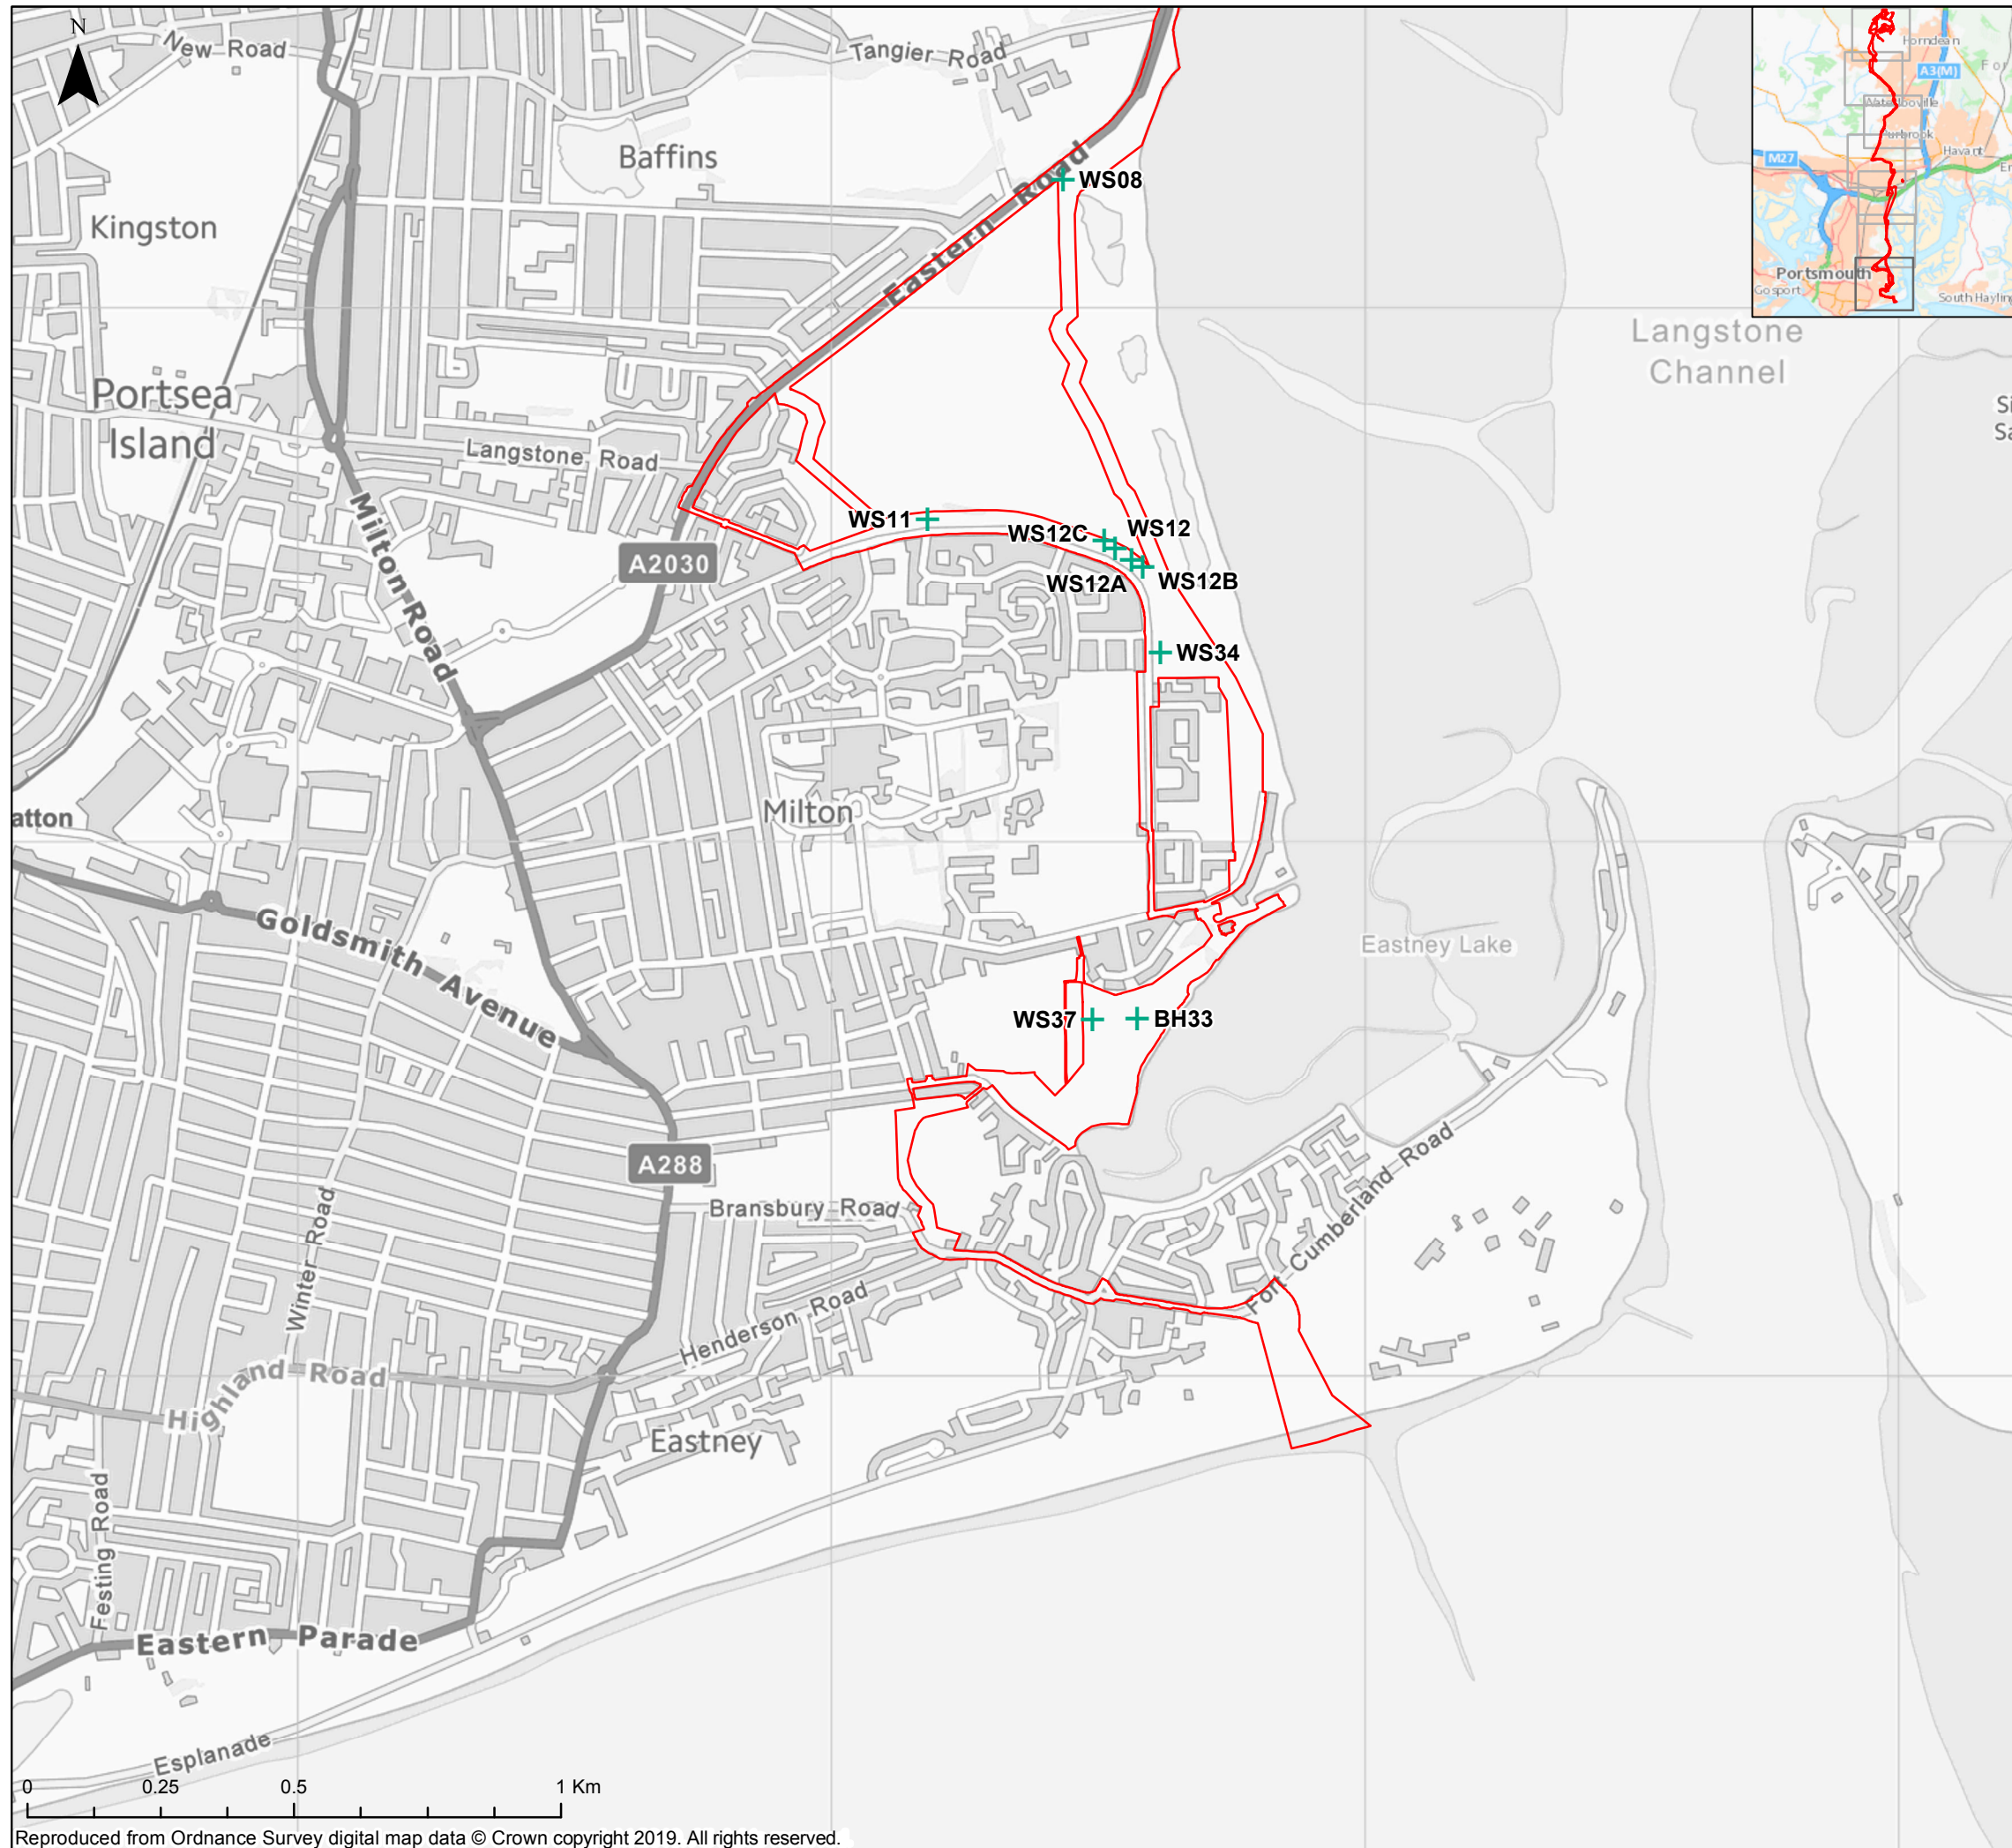 N
New Road
Tangier Road
Baffins
Kingston
Eastern Road
WS08
Horndean
A3(M)
Waterlooville
Purbrook
Havant
M27
Portsmouth
Gosport
South Hayling
Langstone
Channel
Portsea
Island
Langstone Road
Milton Road
A2030
WS11
WS12C
WS12
WS12A
WS12B
WS34
Milton
atton
Goldsmith Avenue
Eastney Lake
WS37
BH33
A288
Bransbury Road
Winter Road
Fort Cumberland Road
Henderson Road
Highland Road
Eastney
Festing Road
Eastern Parade
Esplanade
0 0.25 0.5 1 Km
Reproduced from Ordnance Survey digital map data © Crown copyright 2019. All rights reserved.